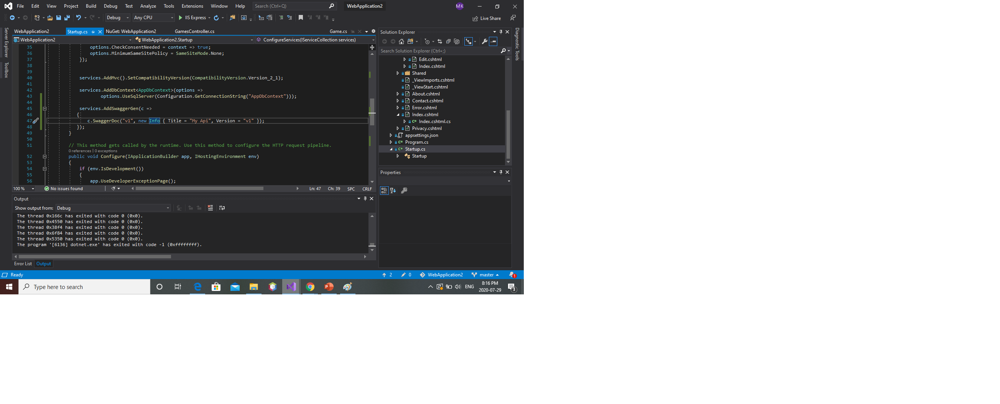 File Edit View Project Build Debug Test Analyze Tools Extensions Window Help Search (Ctrl+Q) WebApplication2 MK
Debug Any CPU IIS Express Live Share
Server Explorer
Toolbox
WebApplication2 Startup.cs NuGet: WebApplication2 GamesController.cs Game.cs
WebApplication2 WebApplication2.Startup ConfigureServices(IServiceCollection services)
35 options.CheckConsentNeeded = context => true;
36 options.MinimumSameSitePolicy = SameSiteMode.None;
37 });
38
39
40 services.AddMvc().SetCompatibilityVersion(CompatibilityVersion.Version_2_1);
41
42 services.AddDbContext<AppDbContext>(options =>
43 options.UseSqlServer(Configuration.GetConnectionString("AppDbContext")));
44
45 services.AddSwaggerGen(c =>
46 {
47 c.SwaggerDoc("v1", new Info { Title = "My Api", Version = "v1" });
48 });
49 }
50
51 // This method gets called by the runtime. Use this method to configure the HTTP request pipeline.
0 references | 0 exceptions
52 public void Configure(IApplicationBuilder app, IHostingEnvironment env)
53 {
54 if (env.IsDevelopment())
55 {
56 app.UseDeveloperExceptionPage();
100 % No issues found Ln: 47 Ch: 39 SPC CRLF
Output
Show output from: Debug
The thread 0x166c has exited with code 0 (0x0).
The thread 0x4550 has exited with code 0 (0x0).
The thread 0x38f4 has exited with code 0 (0x0).
The thread 0x6f84 has exited with code 0 (0x0).
The thread 0x5350 has exited with code 0 (0x0).
The program '[6136] dotnet.exe' has exited with code -1 (0xffffffff).
Error List Output
Solution Explorer
Search Solution Explorer (Ctrl+;)
Edit.cshtml
Index.cshtml
Shared
_ViewImports.cshtml
_ViewStart.cshtml
About.cshtml
Contact.cshtml
Error.cshtml
Index.cshtml
C# Index.cshtml.cs
Privacy.cshtml
appsettings.json
C# Program.cs
C# Startup.cs
Startup
Properties
Diagnostic Tools
Ready 2 0 WebApplication2 master 1
Type here to search ENG 8:16 PM
2020-07-29 3